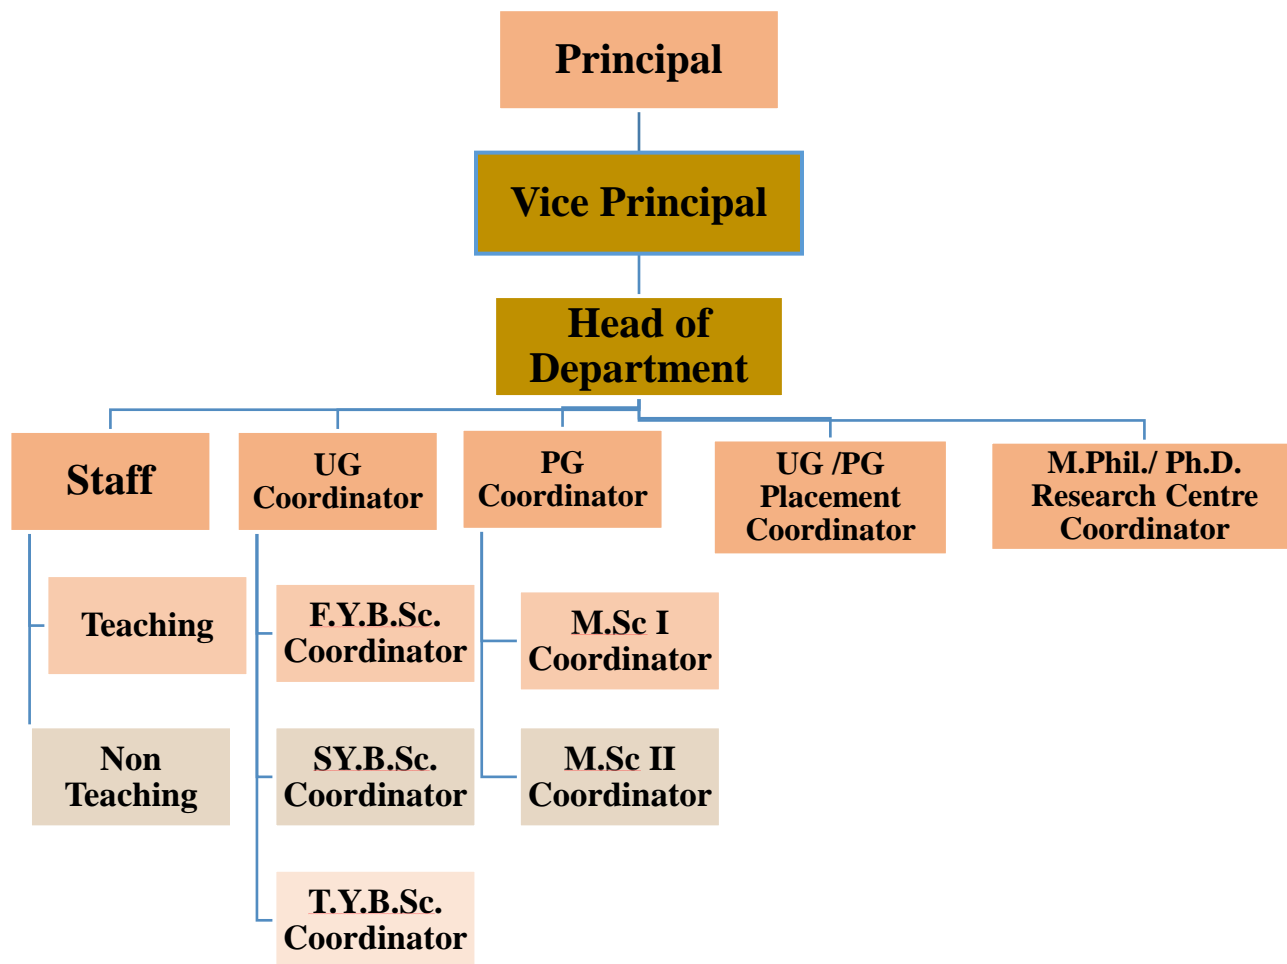 Principal
Vice Principal
Head of
Department
Staff
UG
Coordinator
PG
Coordinator
UG /PG
Placement
Coordinator
M.Phil./ Ph.D.
Research Centre
Coordinator
Teaching
Non
Teaching
F.Y.B.Sc.
Coordinator
SY.B.Sc.
Coordinator
T.Y.B.Sc.
Coordinator
M.Sc I
Coordinator
M.Sc II
Coordinator